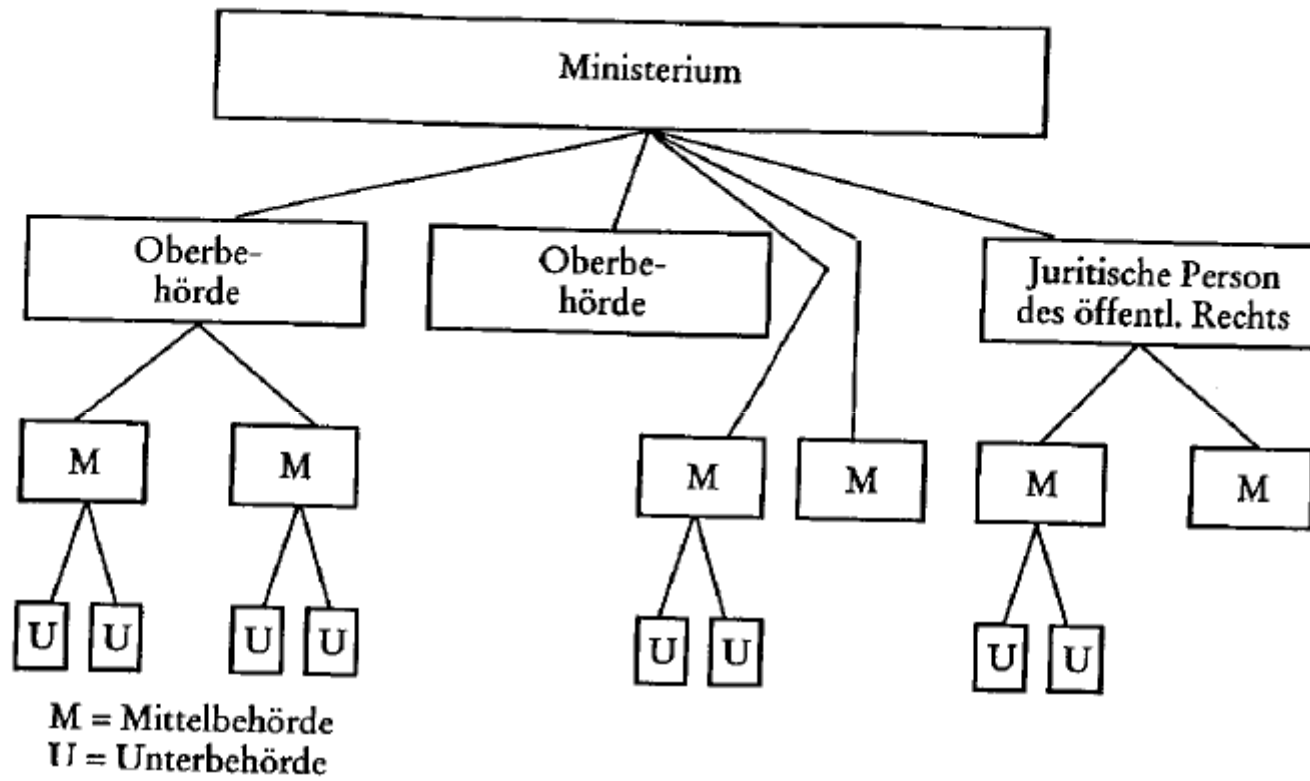 Ministerium
Oberbe-
hörde
Oberbe-
hörde
Juritische Person
des öffentl. Rechts
M
M
M
M
M
M
U
U
U
U
U
U
U
U
M = Mittelbehörde
U = Unterbehörde